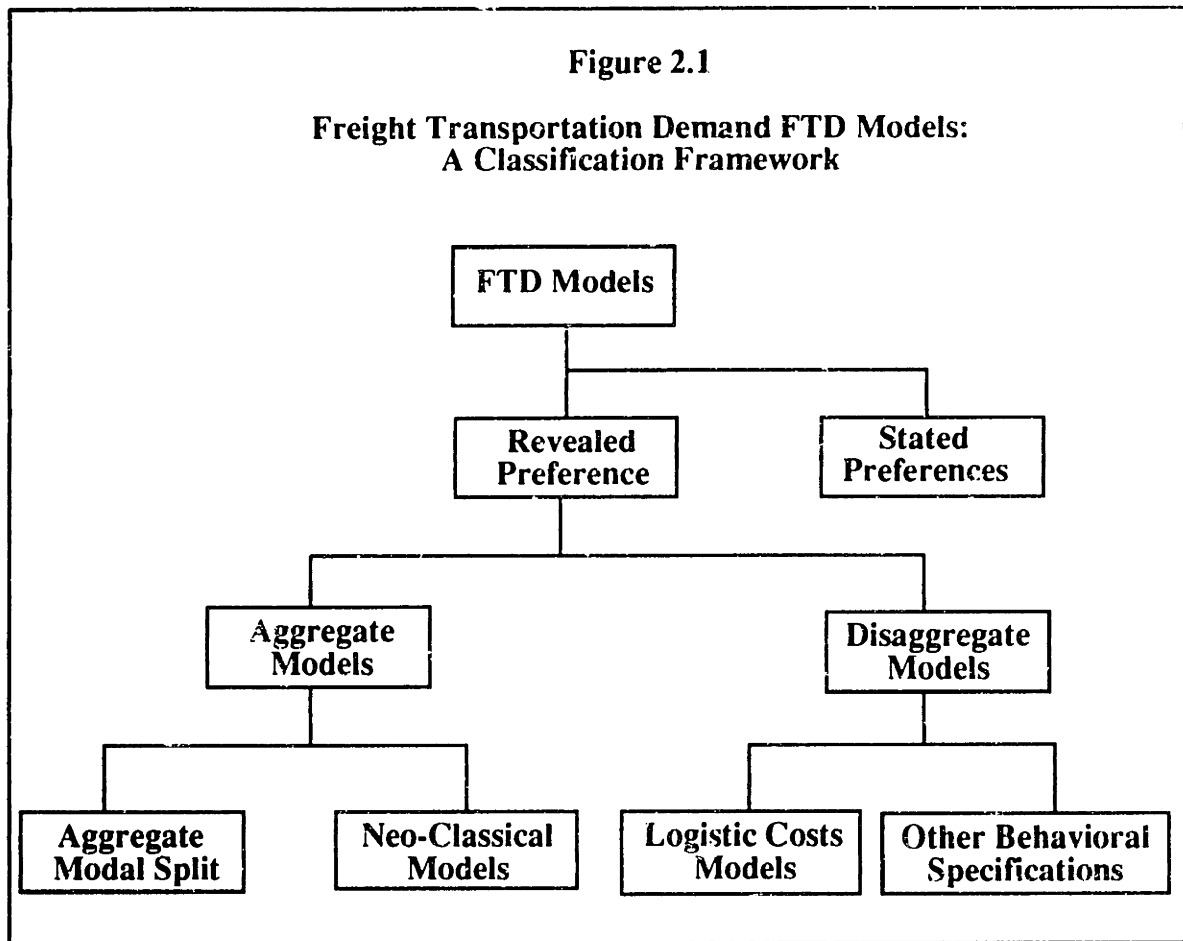 Figure 2.1
Freight Transportation Demand FTD Models:
A Classification Framework
FTD Models
Revealed
Preference
Stated
Preferences
Aggregate
Models
Disaggregate
Models
Aggregate
Modal Split
Neo-Classical
Models
Logistic Costs
Models
Other Behavioral
Specifications